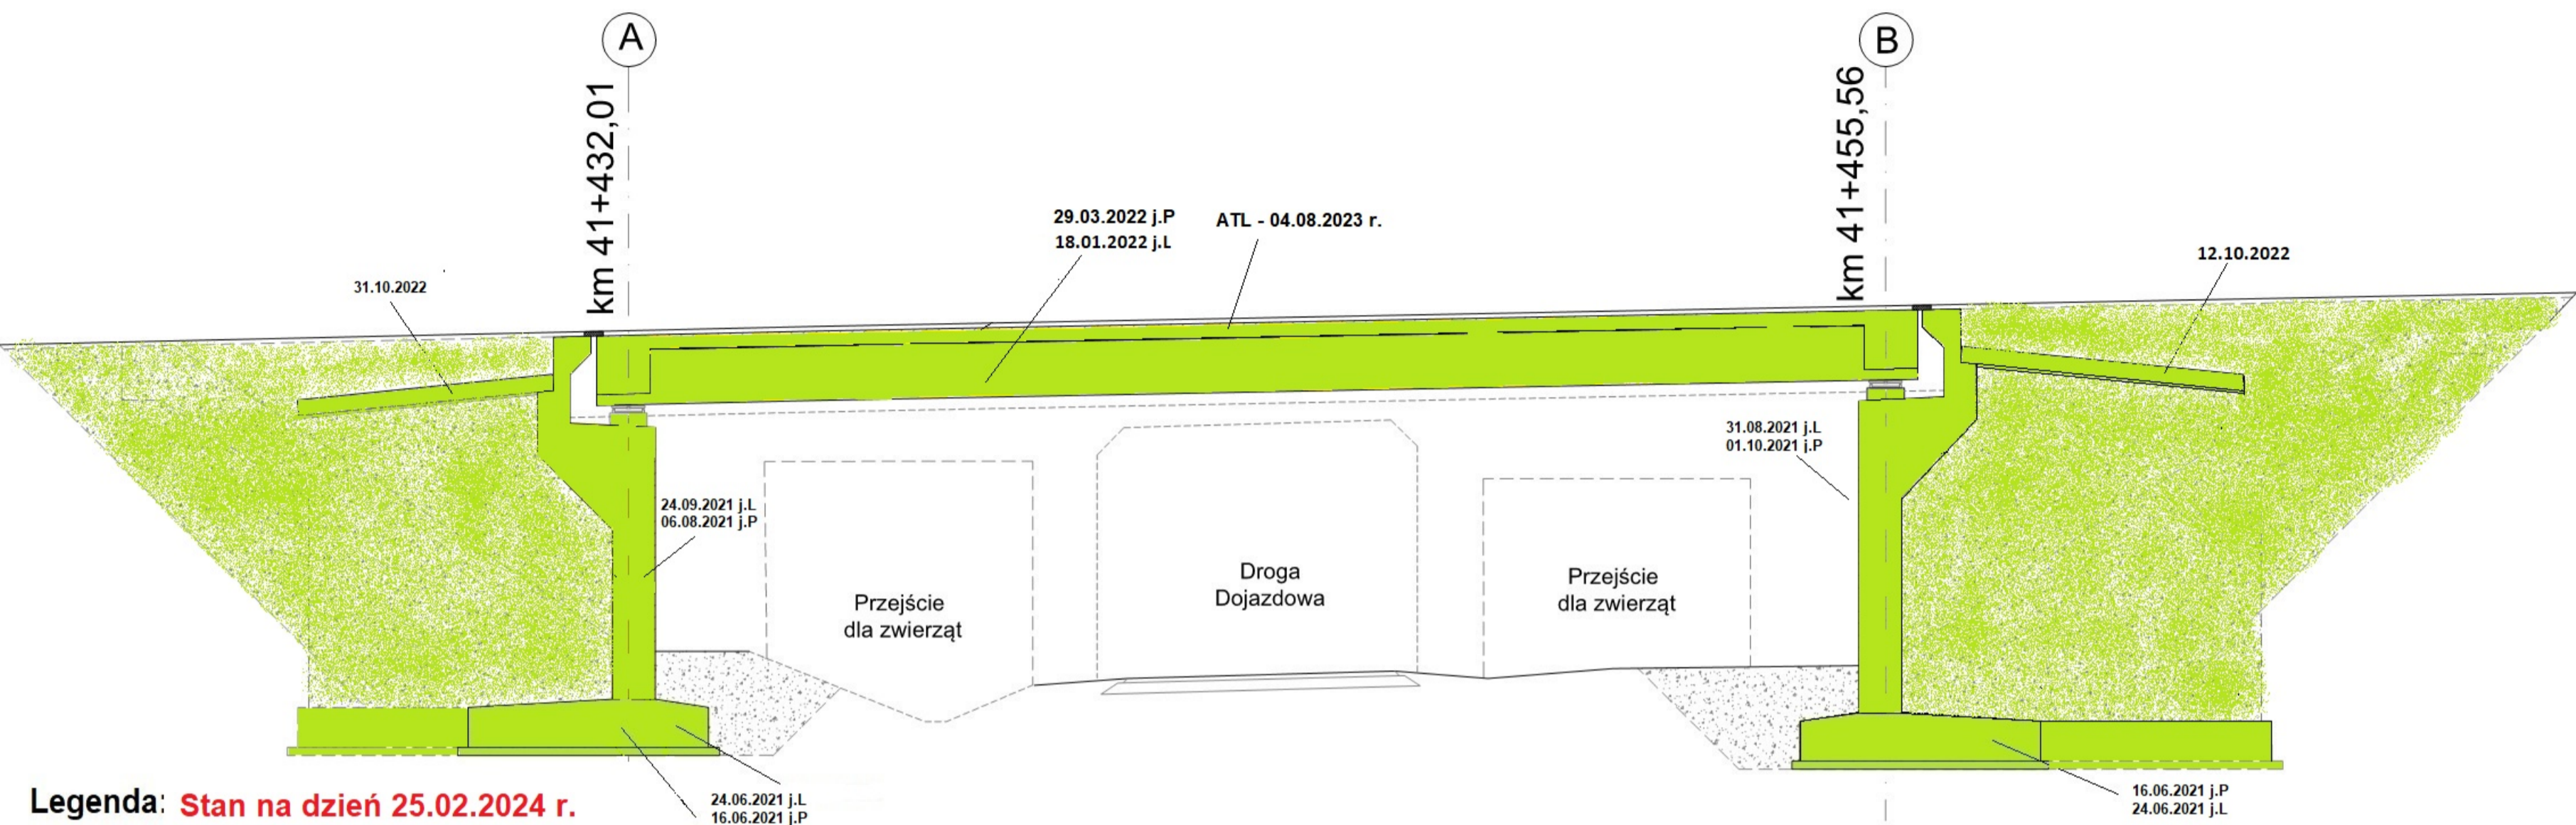 A
B
km 41+432,01
km 41+455,56
29.03.2022 j.P
18.01.2022 j.L
ATL - 04.08.2023 r.
12.10.2022
31.10.2022
31.08.2021 j.L
01.10.2021 j.P
24.09.2021 j.L
06.08.2021 j.P
Przejście
dla zwierząt
Droga
Dojazdowa
Przejście
dla zwierząt
24.06.2021 j.L
16.06.2021 j.P
16.06.2021 j.P
24.06.2021 j.L
Legenda: Stan na dzień 25.02.2024 r.